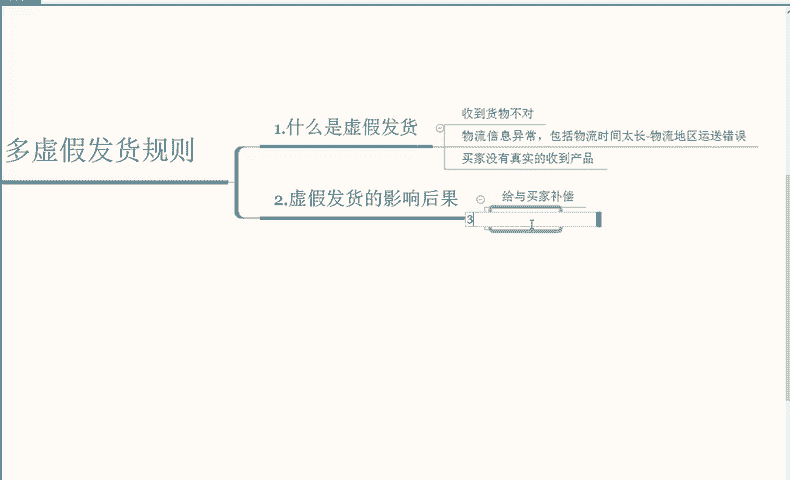 多虚假发货规则
1.什么是虚假发货
收到货物不对
物流信息异常，包括物流时间太长-物流地区运送错误
买家没有真实的收到产品
2.虚假发货的影响后果
给与买家补偿
3